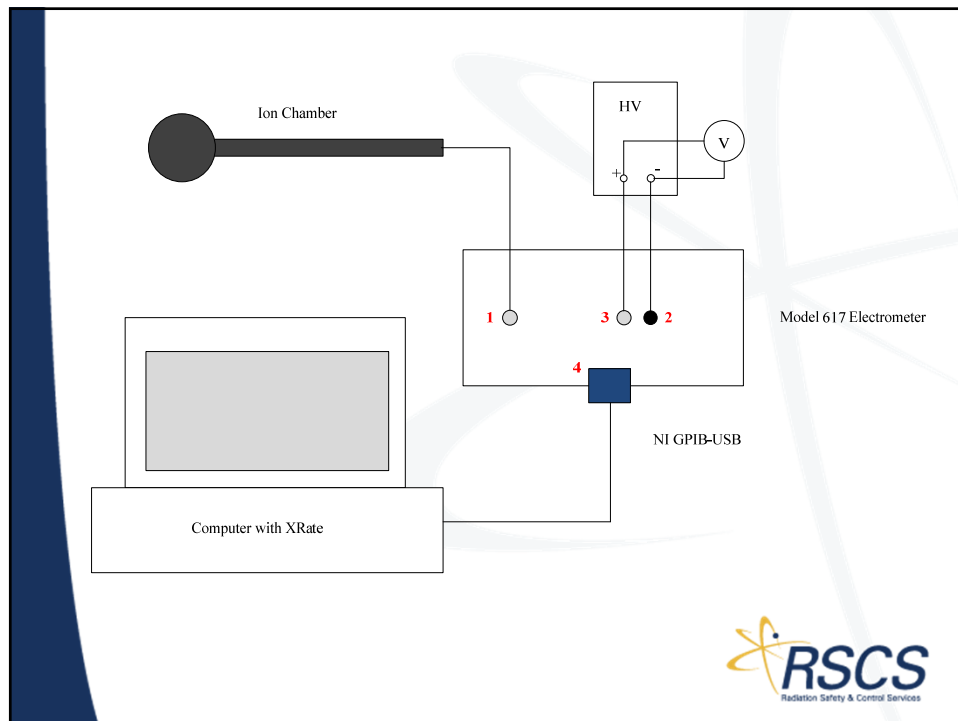 Ion Chamber
HV
V
+ -
1
3
2
Model 617 Electrometer
4
NI GPIB-USB
Computer with XRate
RSCS
Radiation Safety & Control Services